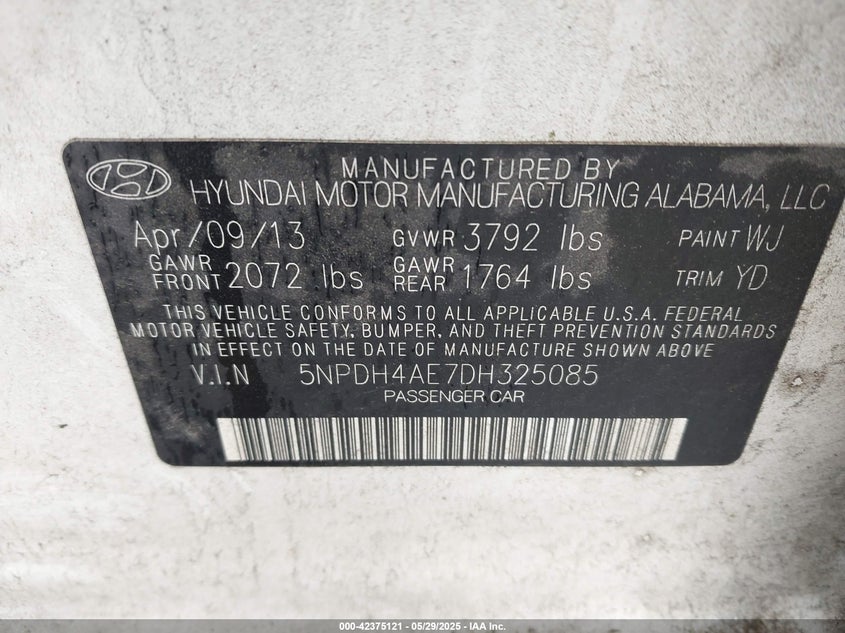 MANUFACTURED BY
HYUNDAI MOTOR MANUFACTURING ALABAMA, LLC
Apr/09/13 GVWR 3792 lbs PAINT WJ
GAWR FRONT 2072 lbs GAWR REAR 1764 lbs TRIM YD
THIS VEHICLE CONFORMS TO ALL APPLICABLE U.S.A. FEDERAL
MOTOR VEHICLE SAFETY, BUMPER, AND THEFT PREVENTION STANDARDS
IN EFFECT ON THE DATE OF MANUFACTURE SHOWN ABOVE
V.I.N 5NPDH4AE7DH325085
PASSENGER CAR
000-42375121 - 05/29/2025 - IAA Inc.